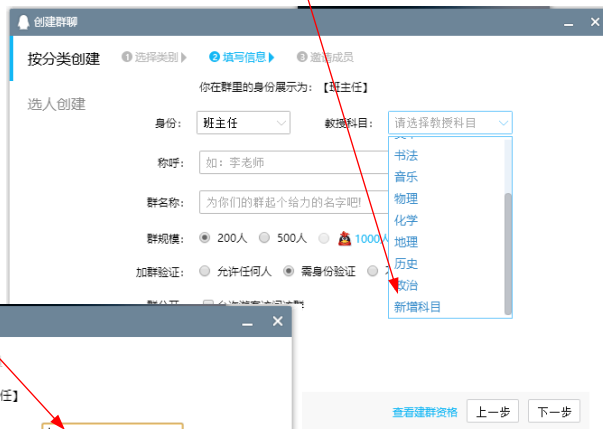 创建群聊
按分类创建
选人创建
1 选择类别
2 填写信息
3 邀请成员
你在群里的身份展示为：【班主任】
身份： 班主任
教授科目： 请选择教授科目
书法
音乐
物理
化学
地理
历史
政治
新增科目
称呼： 如：李老师
群名称： 为你们的群起个给力的名字吧!
群规模： 200人 500人 1000人
加群验证： 允许任何人 需身份验证
任】
查看建群资格 上一步 下一步